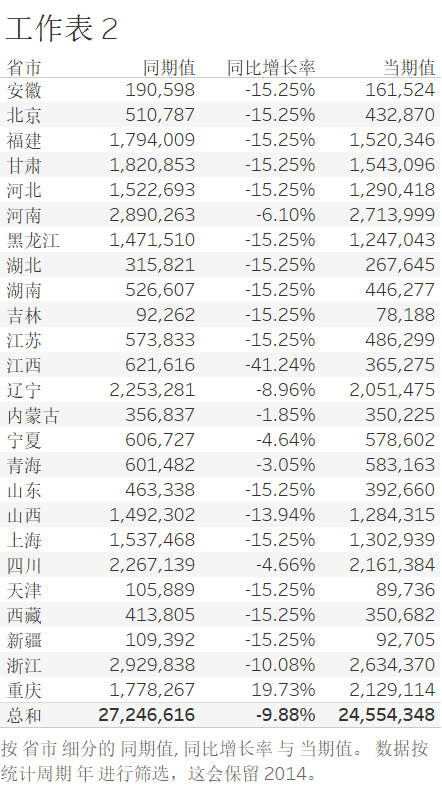 工作表 2
省市 同期值 同比增长率 当期值
安徽 190,598 -15.25% 161,524
北京 510,787 -15.25% 432,870
福建 1,794,009 -15.25% 1,520,346
甘肃 1,820,853 -15.25% 1,543,096
河北 1,522,693 -15.25% 1,290,418
河南 2,890,263 -6.10% 2,713,999
黑龙江 1,471,510 -15.25% 1,247,043
湖北 315,821 -15.25% 267,645
湖南 526,607 -15.25% 446,277
吉林 92,262 -15.25% 78,188
江苏 573,833 -15.25% 486,299
江西 621,616 -41.24% 365,275
辽宁 2,253,281 -8.96% 2,051,475
内蒙古 356,837 -1.85% 350,225
宁夏 606,727 -4.64% 578,602
青海 601,482 -3.05% 583,163
山东 463,338 -15.25% 392,660
山西 1,492,302 -13.94% 1,284,315
上海 1,537,468 -15.25% 1,302,939
四川 2,267,139 -4.66% 2,161,384
天津 105,889 -15.25% 89,736
西藏 413,805 -15.25% 350,682
新疆 109,392 -15.25% 92,705
浙江 2,929,838 -10.08% 2,634,370
重庆 1,778,267 19.73% 2,129,114
总和 27,246,616 -9.88% 24,554,348
按 省市 细分的 同期值, 同比增长率 与 当期值。 数据按
统计周期 年 进行筛选，这会保留 2014。